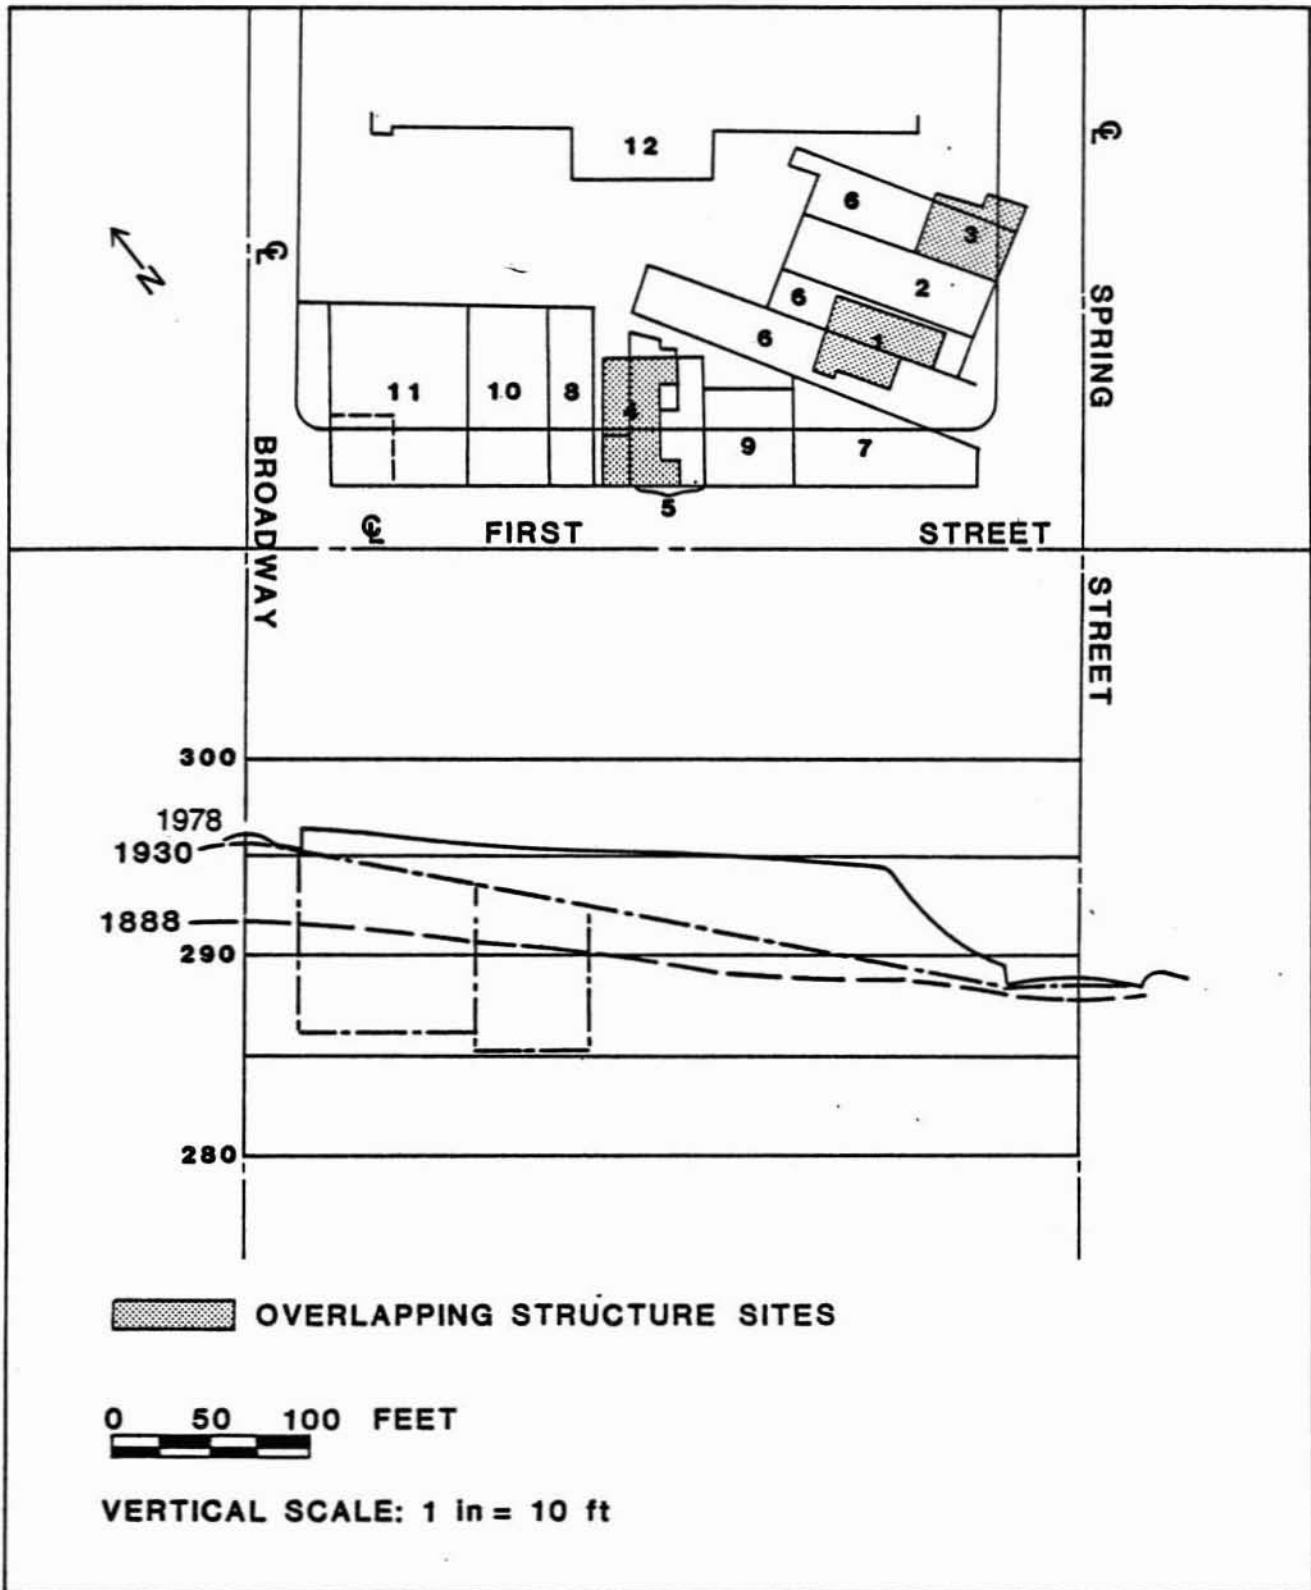 12
℄
6
3
℄
N
2
6
6
1
SPRING
11
10
8
4
9
7
5
BROADWAY
℄
FIRST STREET
STREET
300
1978
1930
1888
290
280
OVERLAPPING STRUCTURE SITES
0 50 100 FEET
VERTICAL SCALE: 1 in = 10 ft